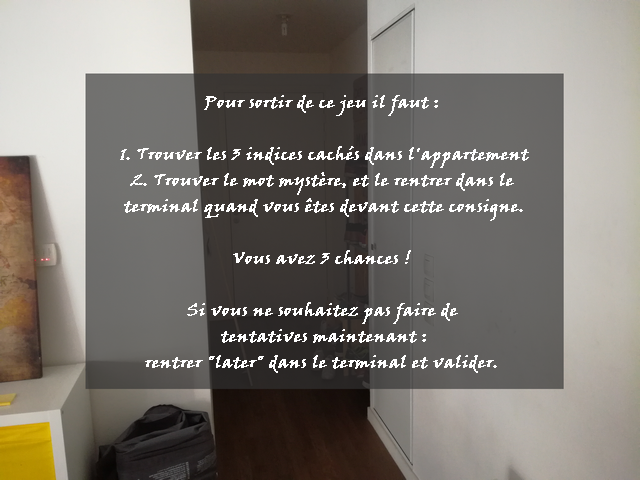 Pour sortir de ce jeu il faut :
1. Trouver les 3 indices cachés dans l'appartement
2. Trouver le mot mystère, et le rentrer dans le
terminal quand vous êtes devant cette consigne.
Vous avez 3 chances !
Si vous ne souhaitez pas faire de
tentatives maintenant :
rentrer "later" dans le terminal et valider.